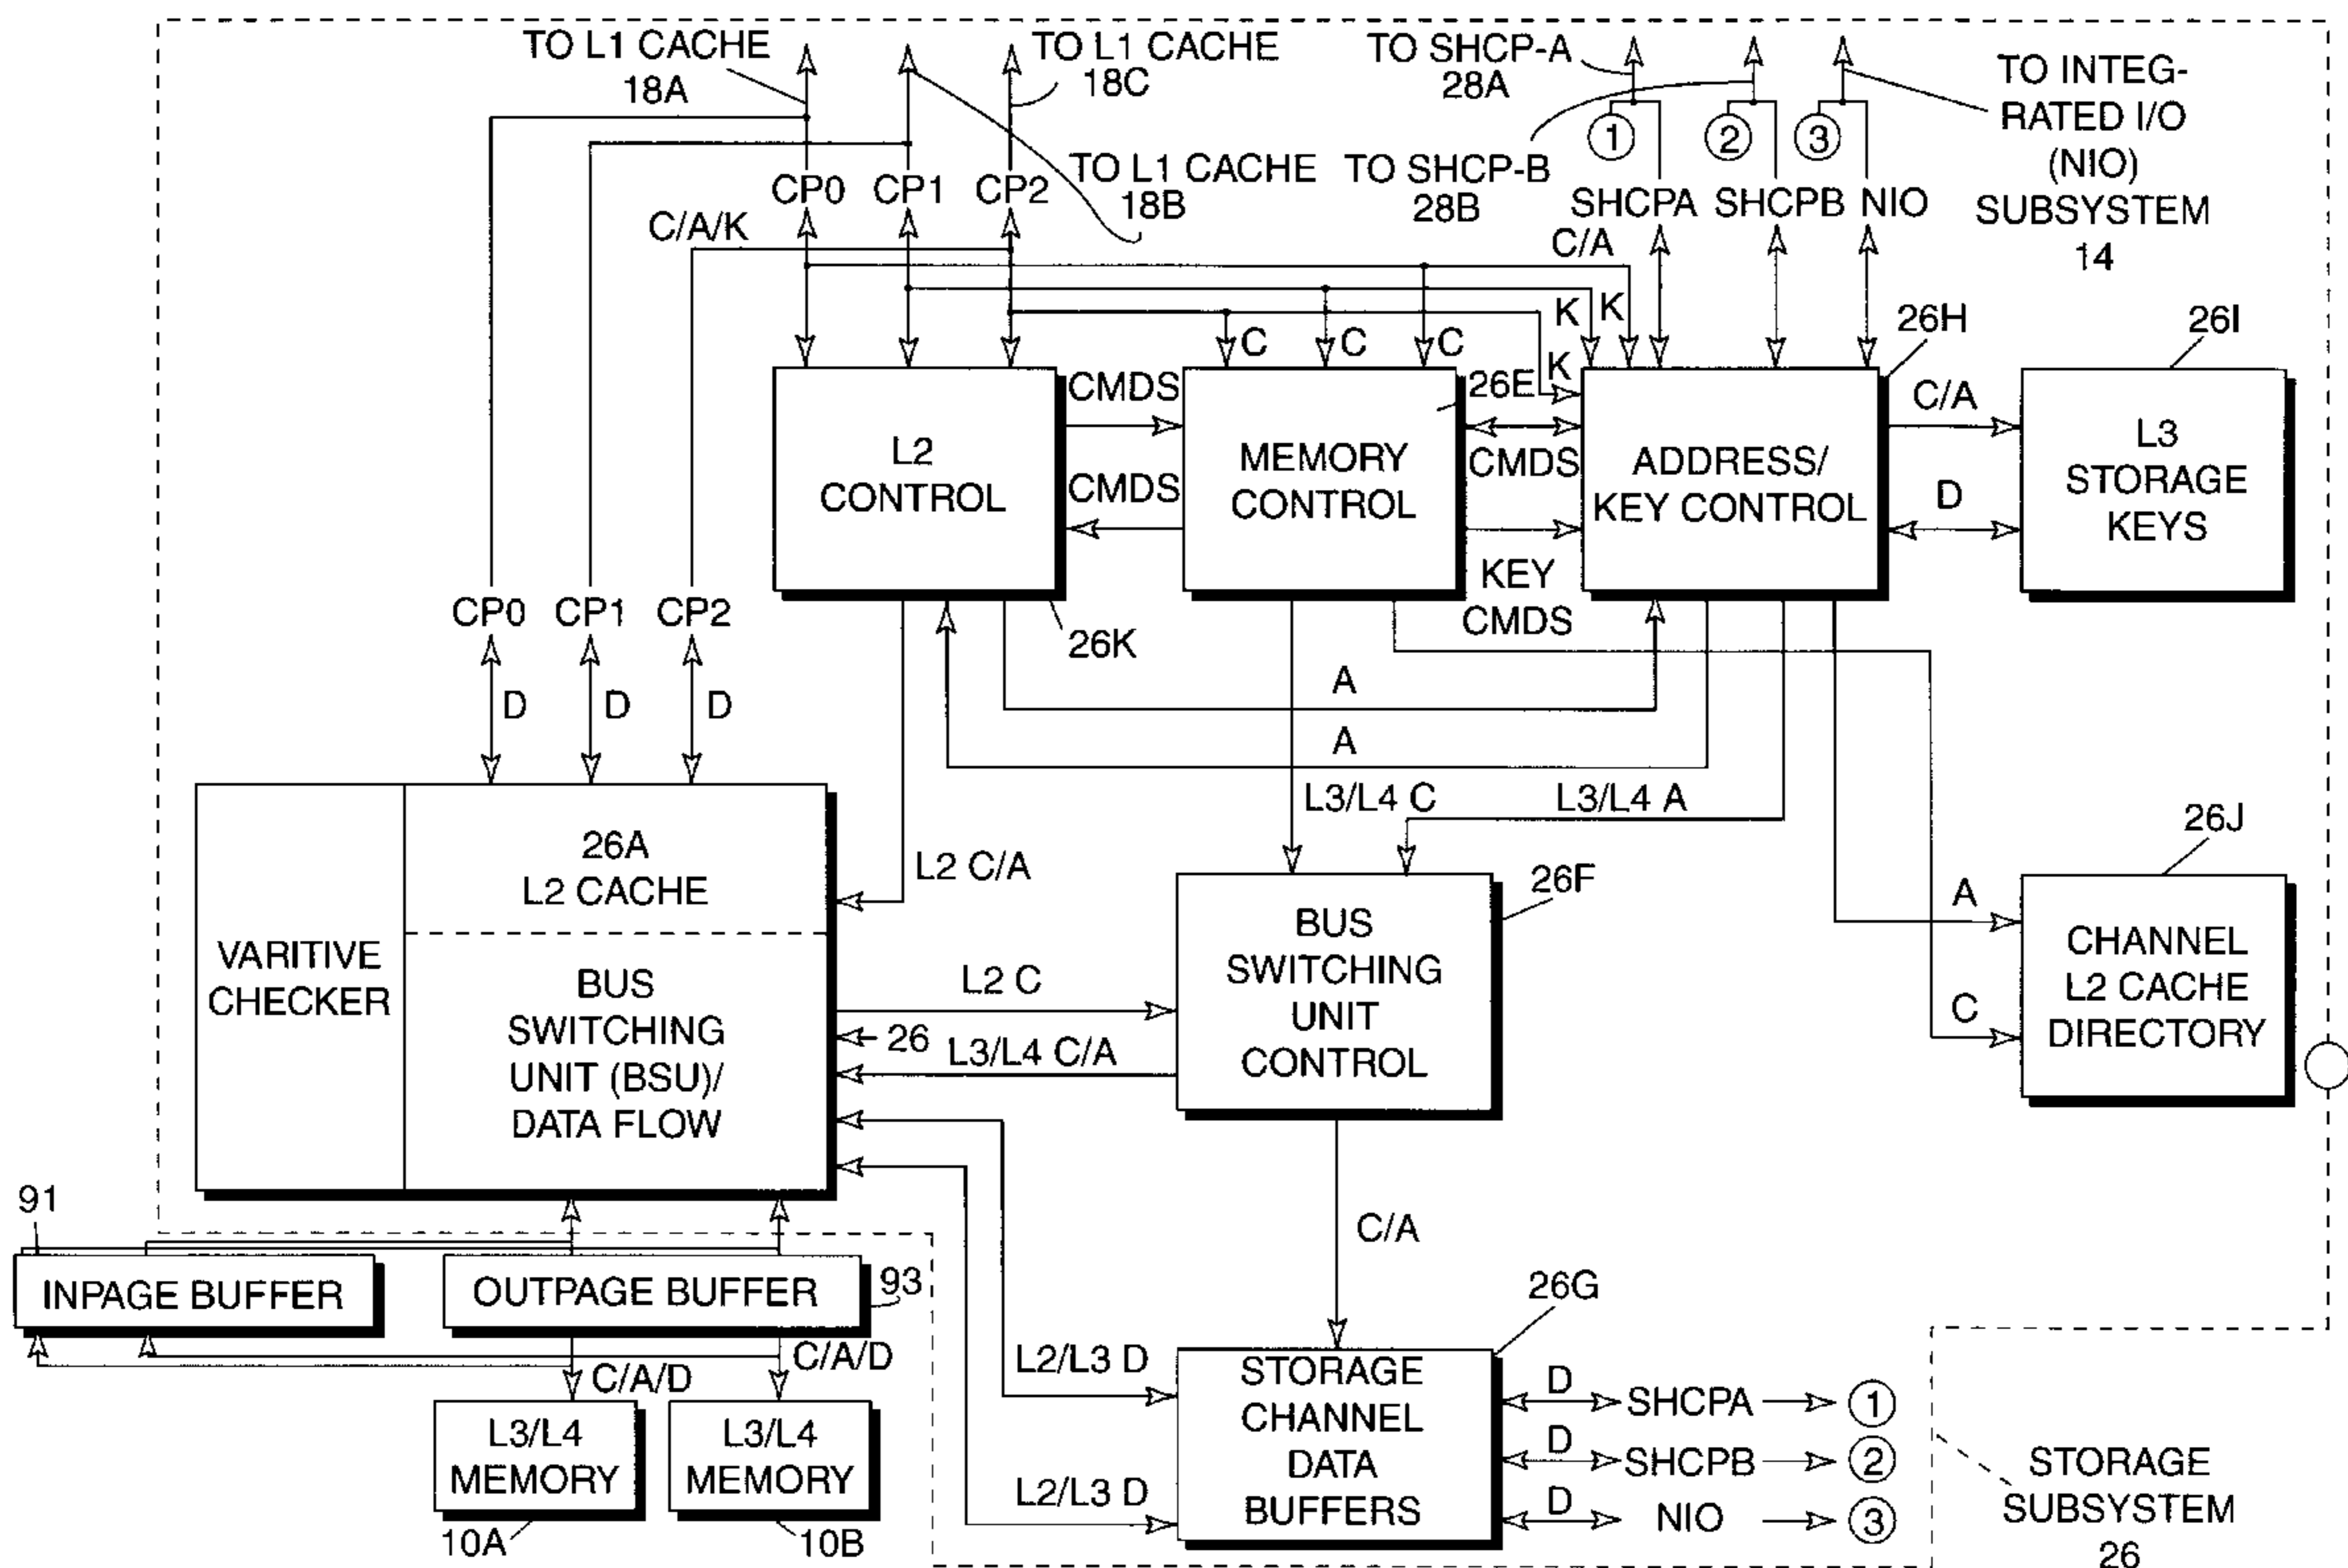 TO L1 CACHE
18A
TO L1 CACHE
18C
TO SHCP-A
28A
TO INTEG-
RATED I/O
(NIO)
SUBSYSTEM
14
1
2
3
TO L1 CACHE
18B
TO SHCP-B
28B
CP0
CP1
CP2
SHCPA
SHCPB
NIO
C/A/K
C/A
K
K
K
C
C
C
26H
26I
26E
CMDS
CMDS
CMDS
KEY
CMDS
L2
CONTROL
MEMORY
CONTROL
ADDRESS/
KEY CONTROL
C/A
D
L3
STORAGE
KEYS
CP0
CP1
CP2
26K
D
D
D
A
A
L3/L4 C
L3/L4 A
26J
26A
L2 CACHE
L2 C/A
26F
VARITIVE
CHECKER
BUS
SWITCHING
UNIT (BSU)/
DATA FLOW
L2 C
26
L3/L4 C/A
BUS
SWITCHING
UNIT
CONTROL
A
C
CHANNEL
L2 CACHE
DIRECTORY
91
INPAGE BUFFER
OUTPAGE BUFFER
93
C/A
26G
C/A/D
C/A/D
L3/L4
MEMORY
L3/L4
MEMORY
10A
10B
L2/L3 D
L2/L3 D
STORAGE
CHANNEL
DATA
BUFFERS
D
SHCPA
1
D
SHCPB
2
D
NIO
3
STORAGE
SUBSYSTEM
26